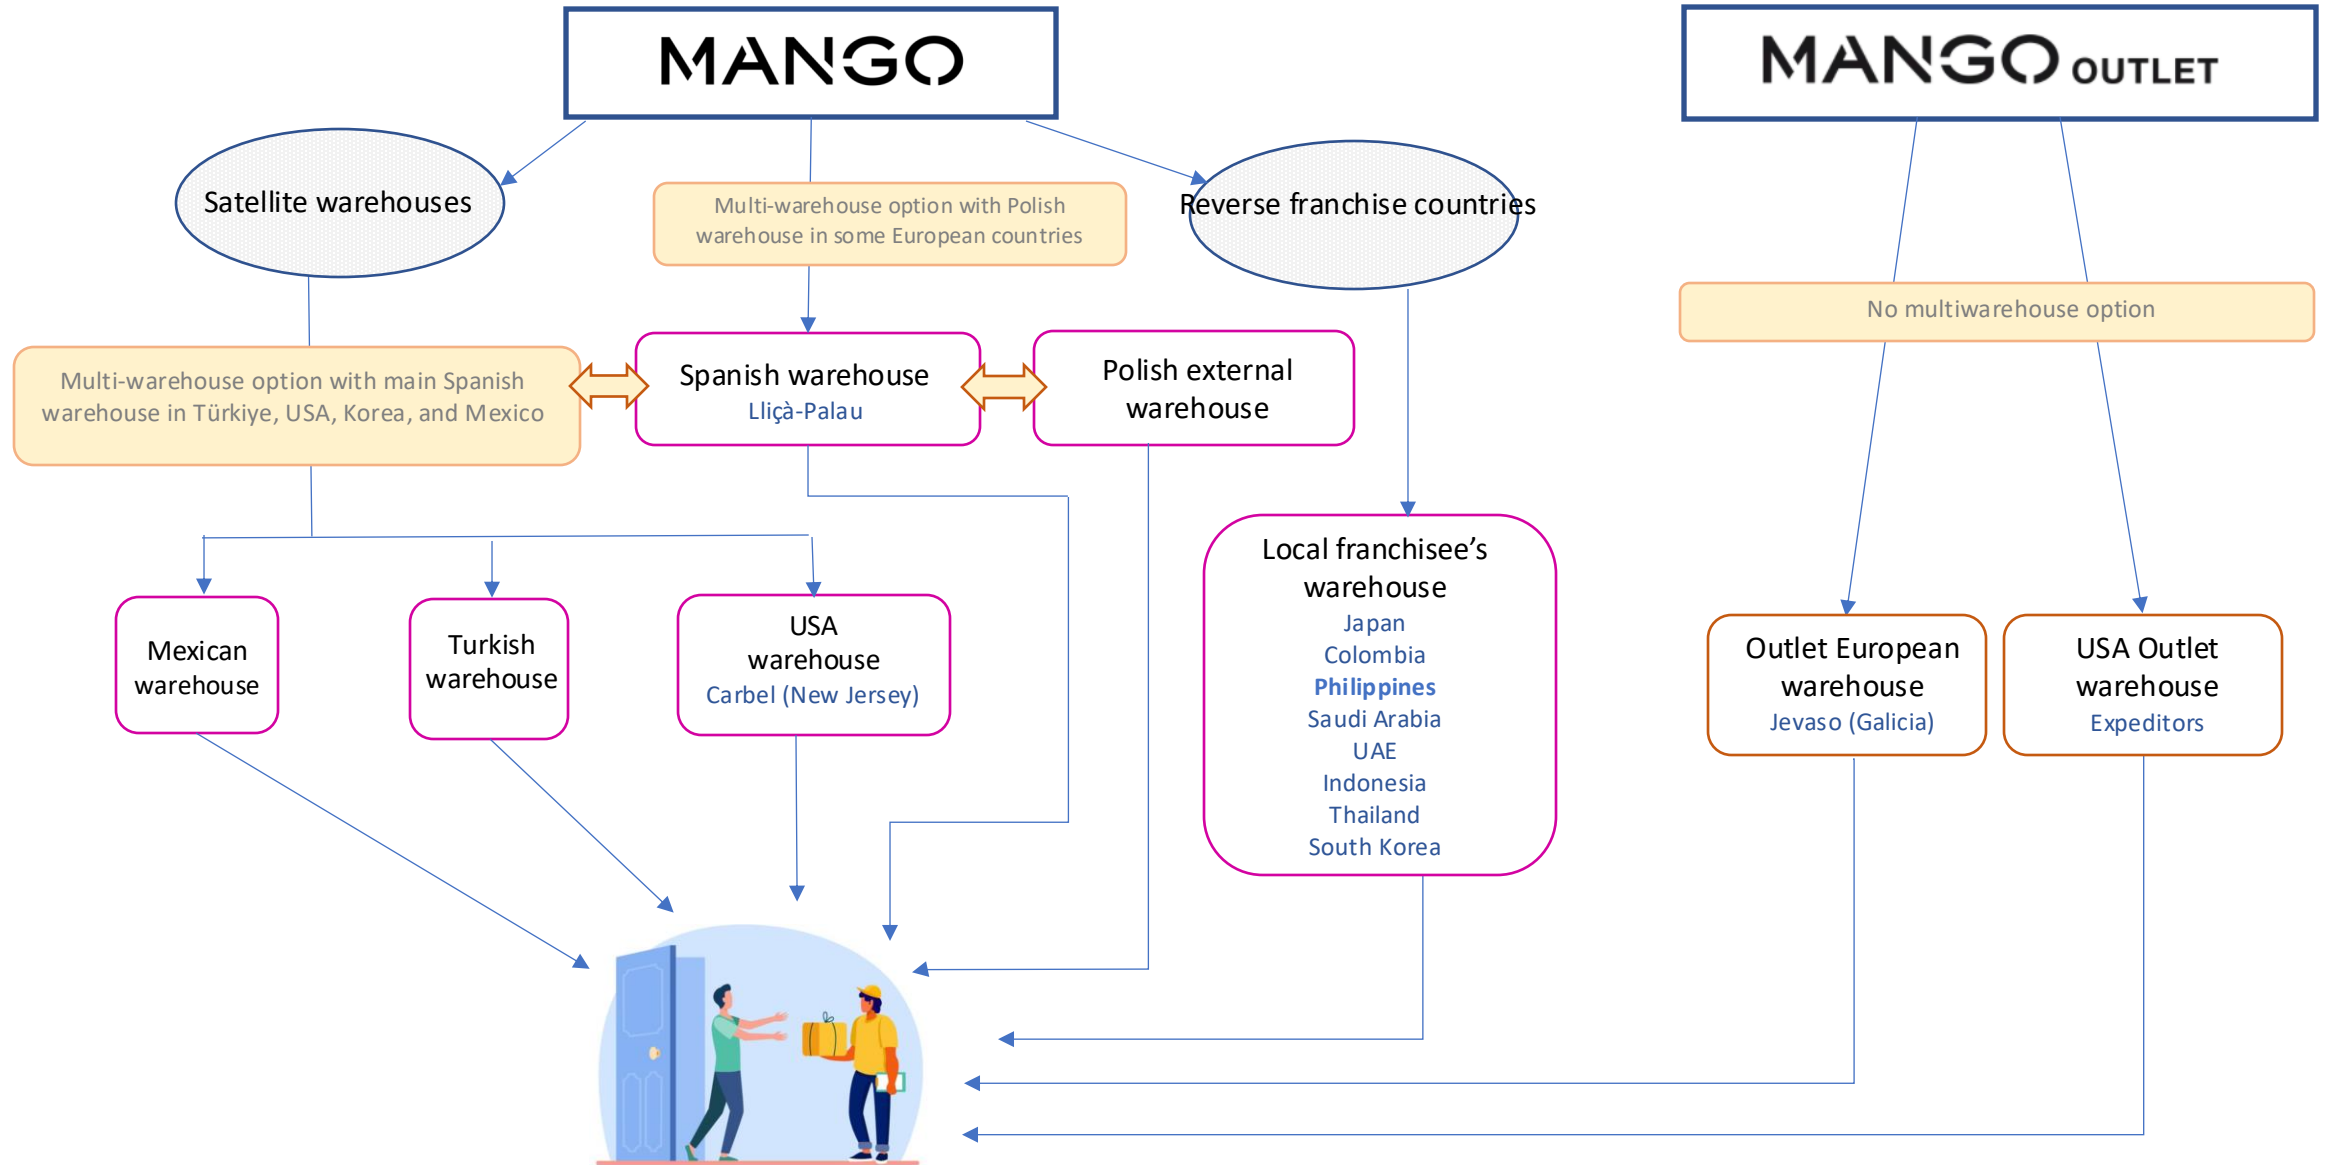 MANGO
MANGO OUTLET
Satellite warehouses
Multi-warehouse option with Polish
warehouse in some European countries
Reverse franchise countries
No multiwarehouse option
Multi-warehouse option with main Spanish
warehouse in Türkiye, USA, Korea, and Mexico
Spanish warehouse
Lliçà-Palau
Polish external
warehouse
Mexican
warehouse
Turkish
warehouse
USA
warehouse
Carbel (New Jersey)
Local franchisee’s
warehouse
Japan
Colombia
Philippines
Saudi Arabia
UAE
Indonesia
Thailand
South Korea
Outlet European
warehouse
Jevaso (Galicia)
USA Outlet
warehouse
Expeditors